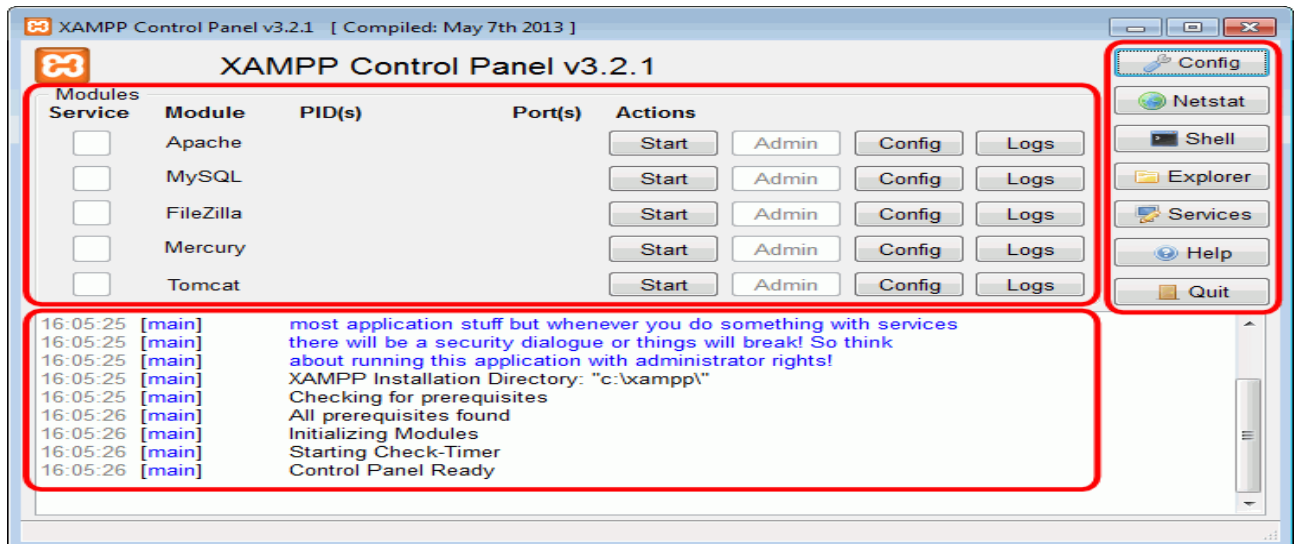 XAMPP Control Panel v3.2.1 [ Compiled: May 7th 2013 ]
XAMPP Control Panel v3.2.1
Modules
Service Module PID(s) Port(s) Actions
Apache Start Admin Config Logs
MySQL Start Admin Config Logs
FileZilla Start Admin Config Logs
Mercury Start Admin Config Logs
Tomcat Start Admin Config Logs
Config
Netstat
Shell
Explorer
Services
Help
Quit
16:05:25 [main] most application stuff but whenever you do something with services
16:05:25 [main] there will be a security dialogue or things will break! So think
16:05:25 [main] about running this application with administrator rights!
16:05:25 [main] XAMPP Installation Directory: "c:\xampp\"
16:05:25 [main] Checking for prerequisites
16:05:26 [main] All prerequisites found
16:05:26 [main] Initializing Modules
16:05:26 [main] Starting Check-Timer
16:05:26 [main] Control Panel Ready